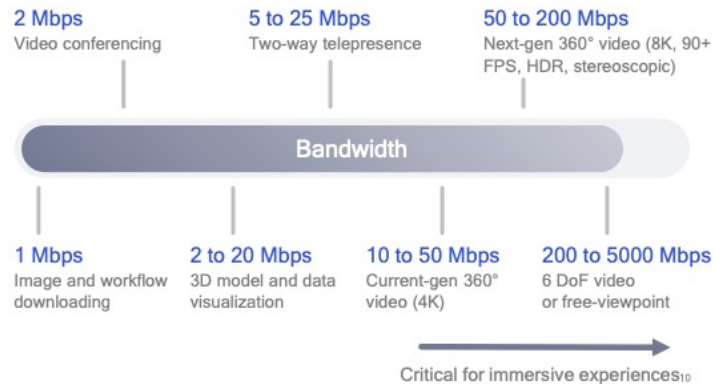 2 Mbps
Video conferencing
5 to 25 Mbps
Two-way telepresence
50 to 200 Mbps
Next-gen 360° video (8K, 90+
FPS, HDR, stereoscopic)
Bandwidth
1 Mbps
Image and workflow
downloading
2 to 20 Mbps
3D model and data
visualization
10 to 50 Mbps
Current-gen 360°
video (4K)
200 to 5000 Mbps
6 DoF video
or free-viewpoint
Critical for immersive experiences10